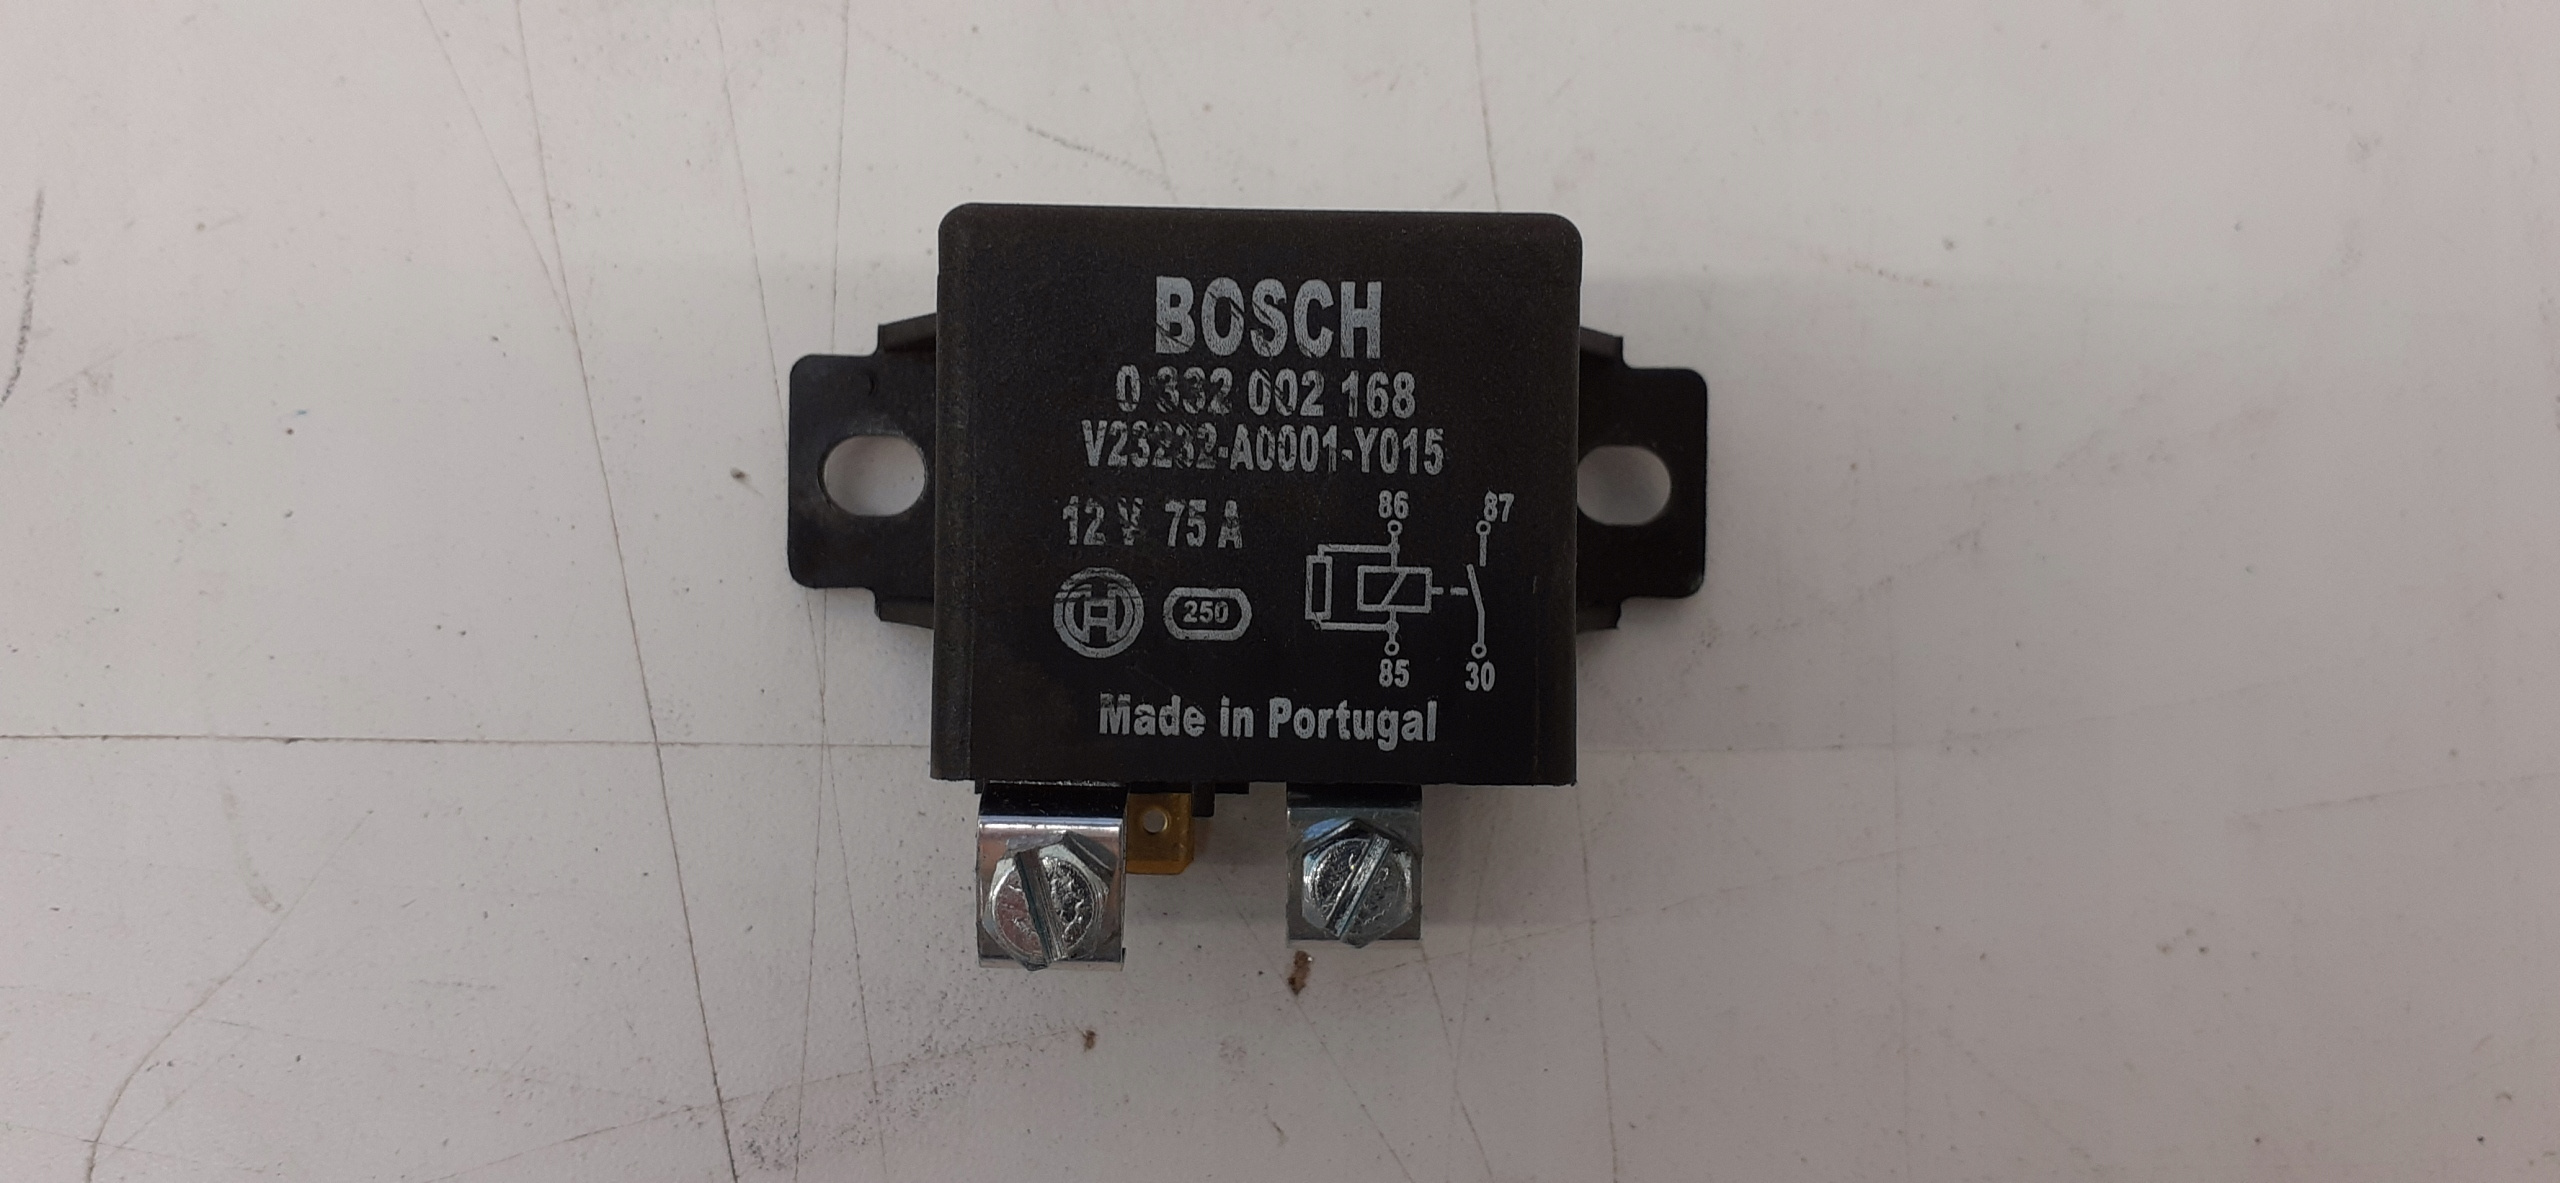 BOSCH
0 332 002 168
V23232-A0001-Y015
12 V 75 A
86 87
250
85 30
Made in Portugal